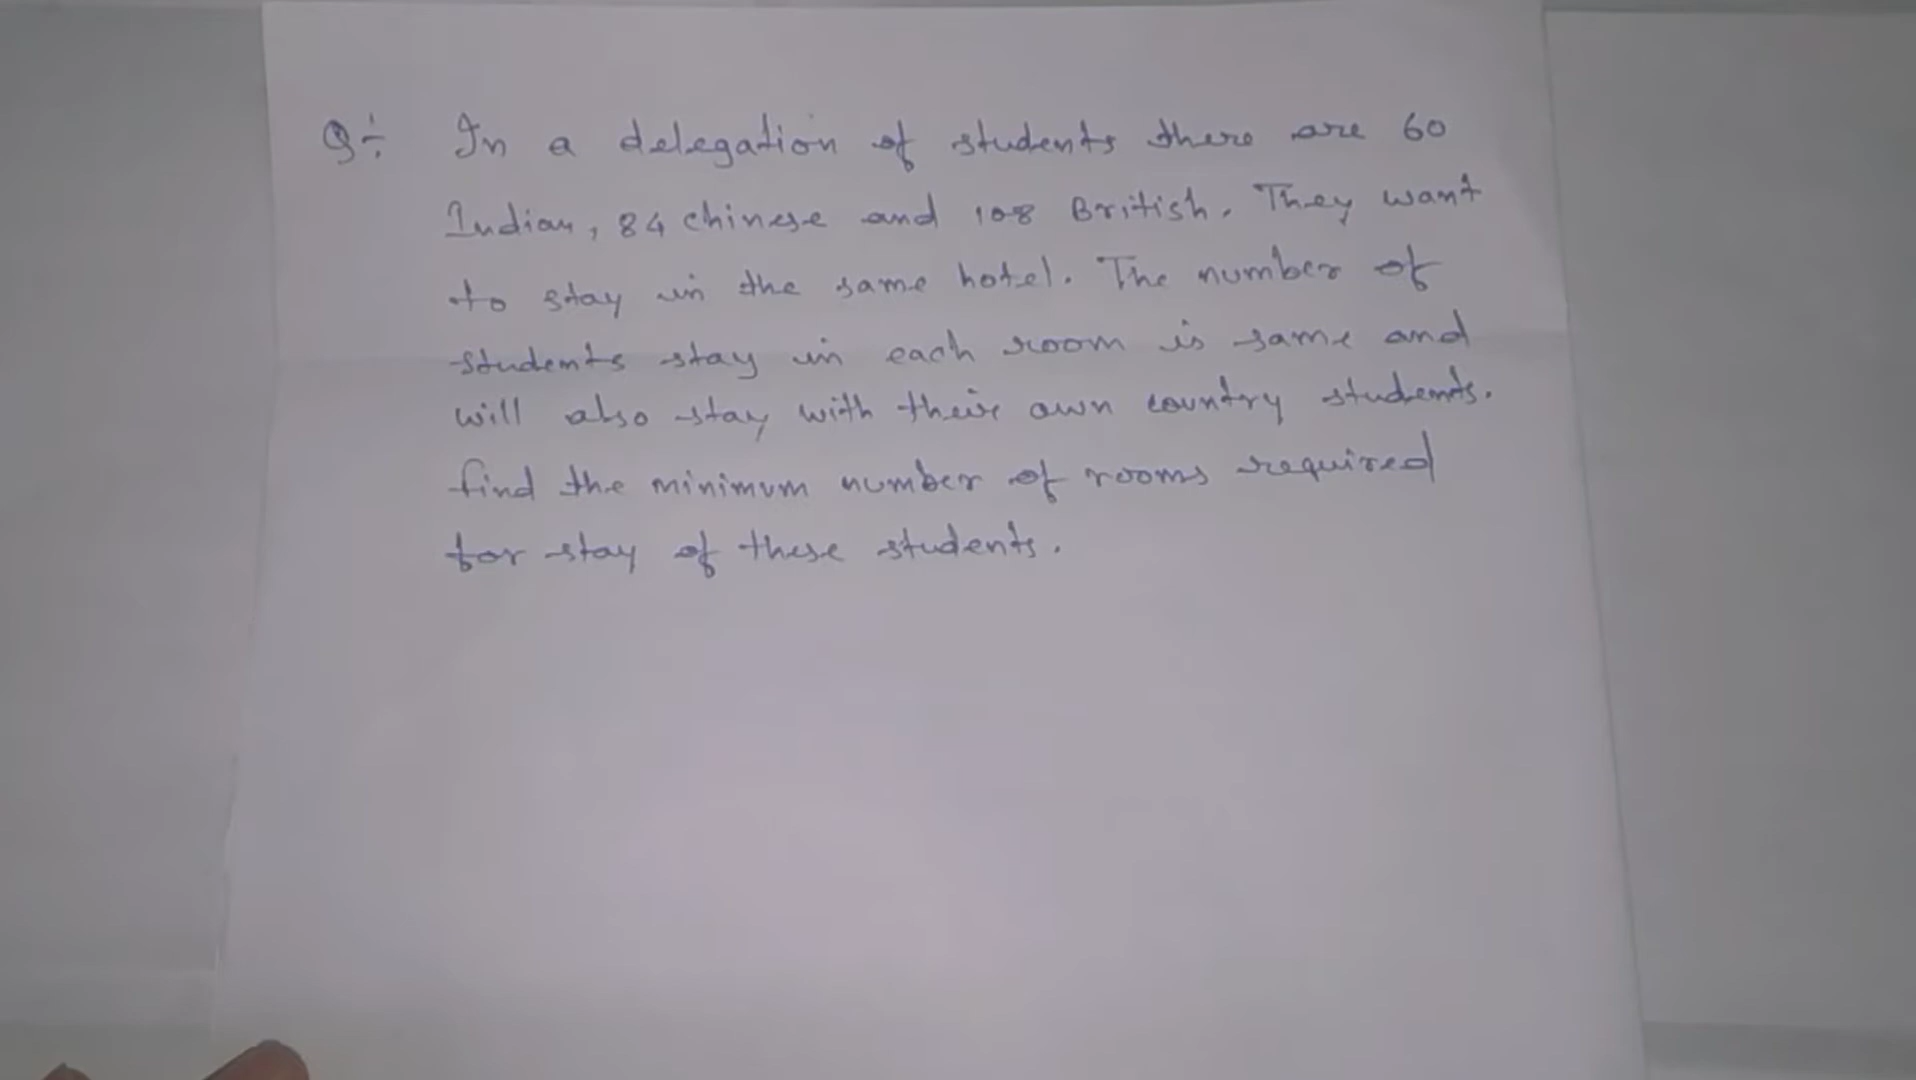 Q÷ In a delegation of students there are 60
Indian, 84 chinese and 108 British. They want
to stay in the same hotel. The number of
students stay in each room is same and
will also stay with their own country students.
find the minimum number of rooms required
for stay of these students.